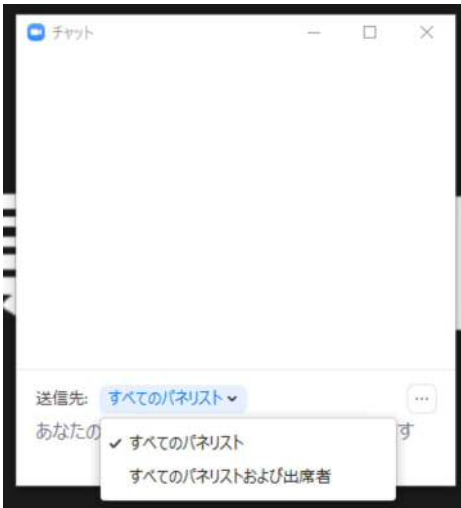 チャット
送信先: すべてのパネリスト
あなたの
す
すべてのパネリスト
すべてのパネリストおよび出席者